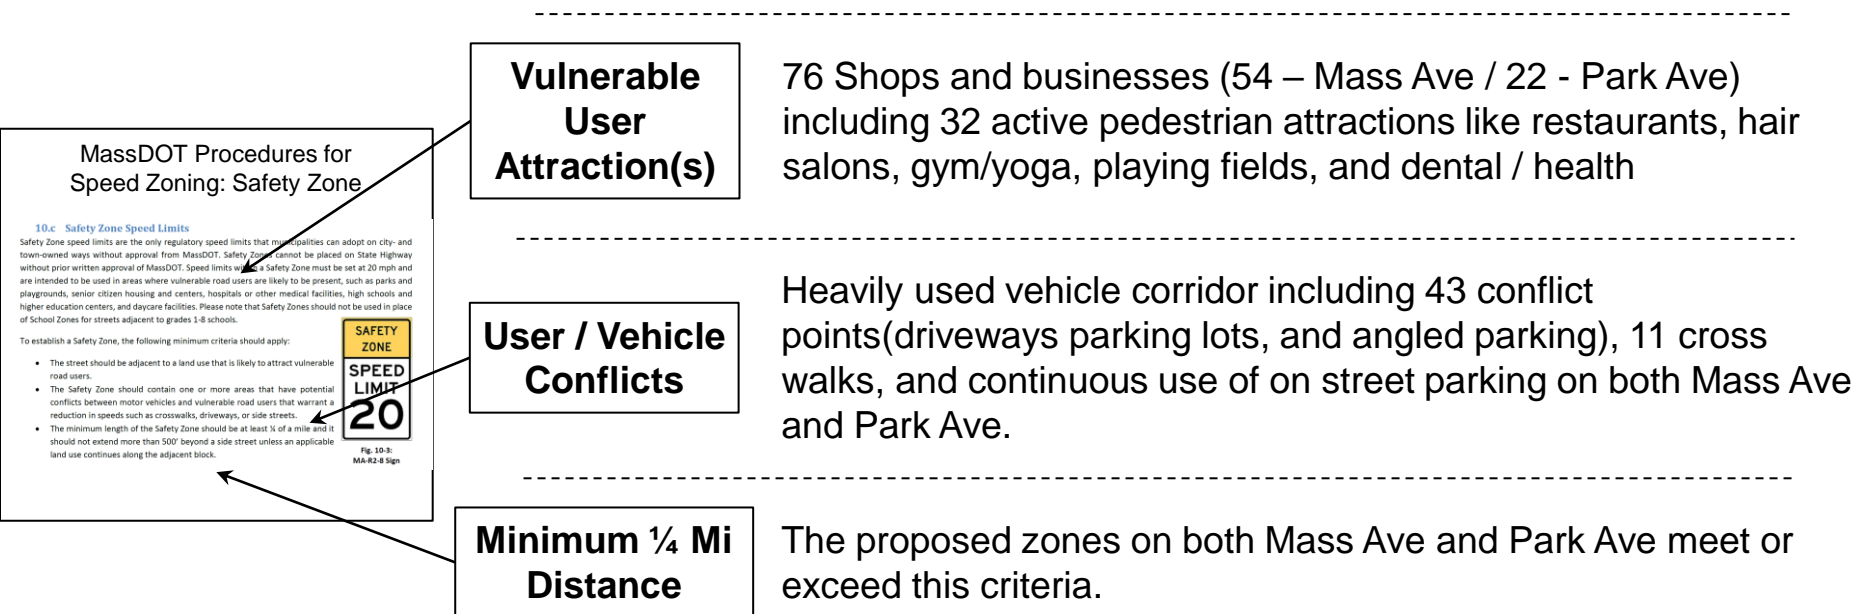 MassDOT Procedures for
Speed Zoning: Safety Zone
10.c Safety Zone Speed Limits
Safety Zone speed limits are the only regulatory speed limits that municipalities can adopt on city- and
town-owned ways without approval from MassDOT. Safety Zones cannot be placed on State Highway
without prior written approval of MassDOT. Speed limits within a Safety Zone must be set at 20 mph and
are intended to be used in areas where vulnerable road users are likely to be present, such as parks and
playgrounds, senior citizen housing and centers, hospitals or other medical facilities, high schools and
higher education centers, and daycare facilities. Please note that Safety Zones should not be used in place
of School Zones for streets adjacent to grades 1-8 schools.
To establish a Safety Zone, the following minimum criteria should apply:
• The street should be adjacent to a land use that is likely to attract vulnerable
road users.
• The Safety Zone should contain one or more areas that have potential
conflicts between motor vehicles and vulnerable road users that warrant a
reduction in speeds such as crosswalks, driveways, or side streets.
• The minimum length of the Safety Zone should be at least ¼ of a mile and it
should not extend more than 500' beyond a side street unless an applicable
land use continues along the adjacent block.
SAFETY
ZONE
SPEED
LIMIT
20
Fig. 10-3:
MA-R2-8 Sign
Vulnerable
User
Attraction(s)
76 Shops and businesses (54 – Mass Ave / 22 - Park Ave)
including 32 active pedestrian attractions like restaurants, hair
salons, gym/yoga, playing fields, and dental / health
User / Vehicle
Conflicts
Heavily used vehicle corridor including 43 conflict
points(driveways parking lots, and angled parking), 11 cross
walks, and continuous use of on street parking on both Mass Ave
and Park Ave.
Minimum ¼ Mi
Distance
The proposed zones on both Mass Ave and Park Ave meet or
exceed this criteria.